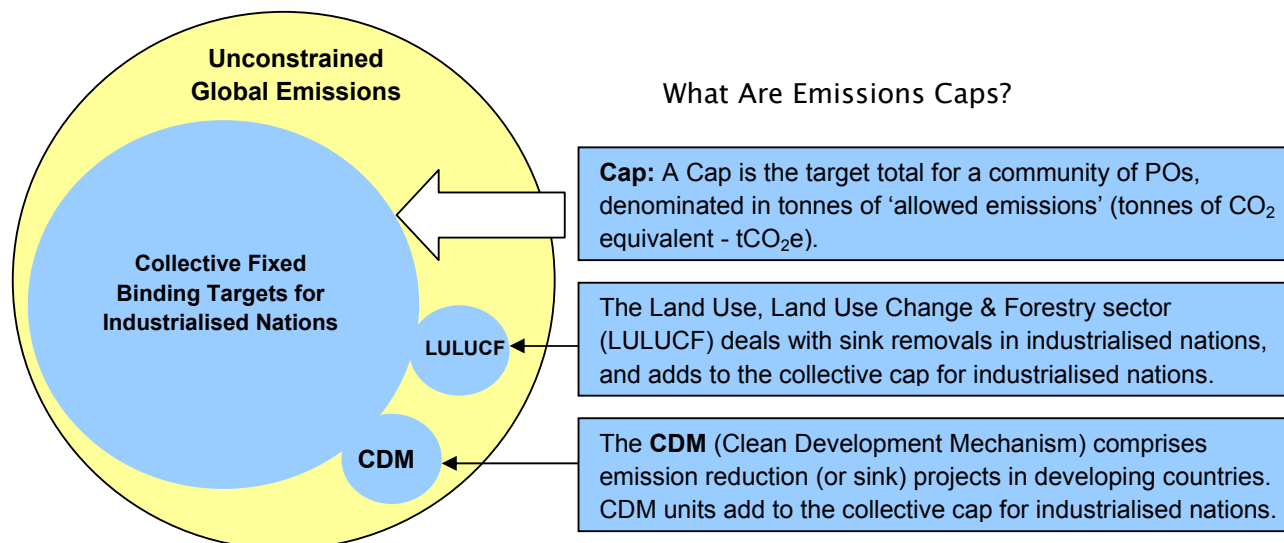 Unconstrained
Global Emissions
What Are Emissions Caps?
Collective Fixed
Binding Targets for
Industrialised Nations
LULUCF
CDM
Cap: A Cap is the target total for a community of POs,
denominated in tonnes of ‘allowed emissions’ (tonnes of CO₂
equivalent - tCO₂e).
The Land Use, Land Use Change & Forestry sector
(LULUCF) deals with sink removals in industrialised nations,
and adds to the collective cap for industrialised nations.
The CDM (Clean Development Mechanism) comprises
emission reduction (or sink) projects in developing countries.
CDM units add to the collective cap for industrialised nations.